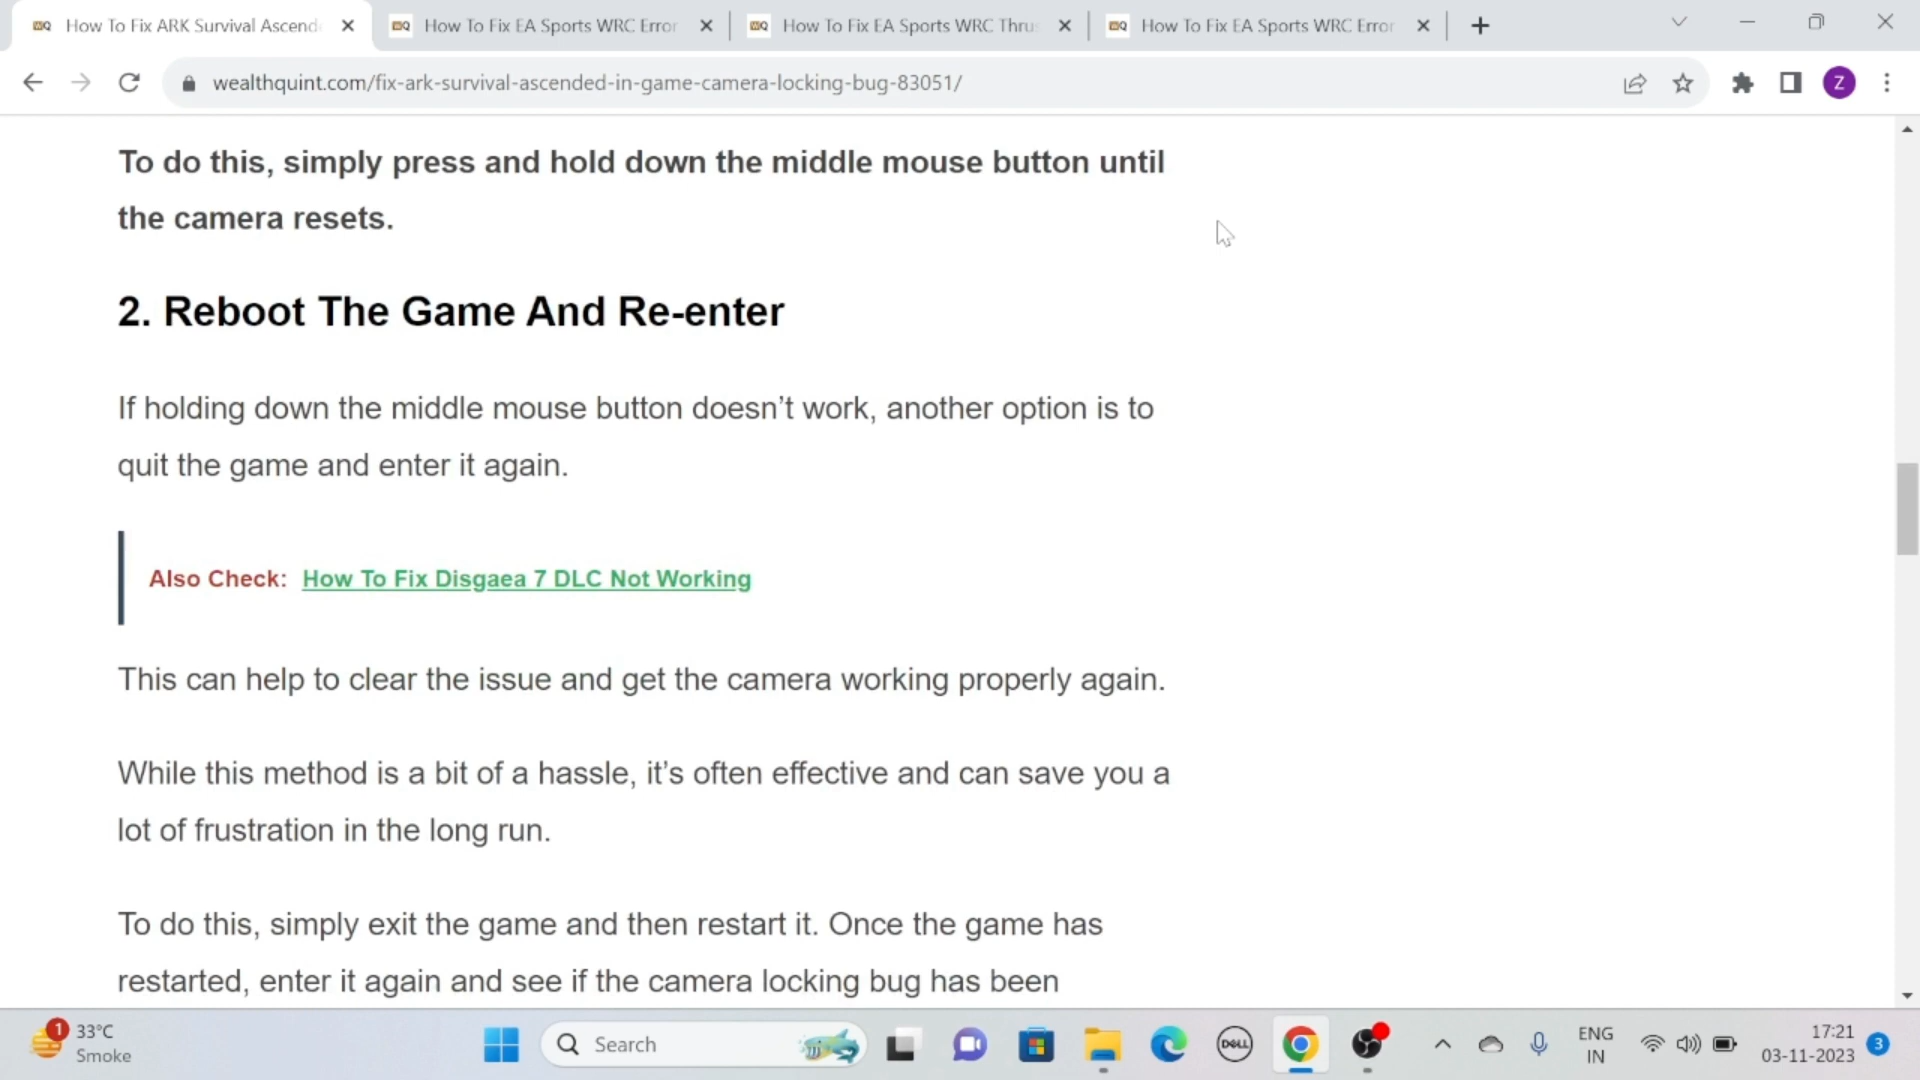 How To Fix ARK Survival Ascend
How To Fix EA Sports WRC Error
How To Fix EA Sports WRC Thru
How To Fix EA Sports WRC Error
wealthquint.com/fix-ark-survival-ascended-in-game-camera-locking-bug-83051/
Z
To do this, simply press and hold down the middle mouse button until
the camera resets.
2. Reboot The Game And Re-enter
If holding down the middle mouse button doesn’t work, another option is to
quit the game and enter it again.
Also Check: How To Fix Disgaea 7 DLC Not Working
This can help to clear the issue and get the camera working properly again.
While this method is a bit of a hassle, it’s often effective and can save you a
lot of frustration in the long run.
To do this, simply exit the game and then restart it. Once the game has
restarted, enter it again and see if the camera locking bug has been
1
33°C
Smoke
Search
DELL
ENG
IN
17:21
03-11-2023
3